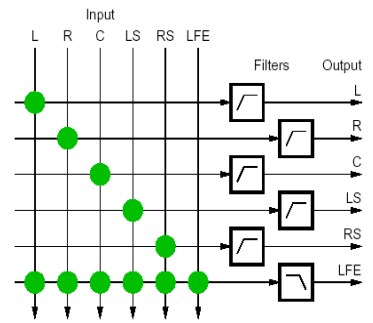 Input
L R C LS RS LFE
Filters Output
L
R
C
LS
RS
LFE